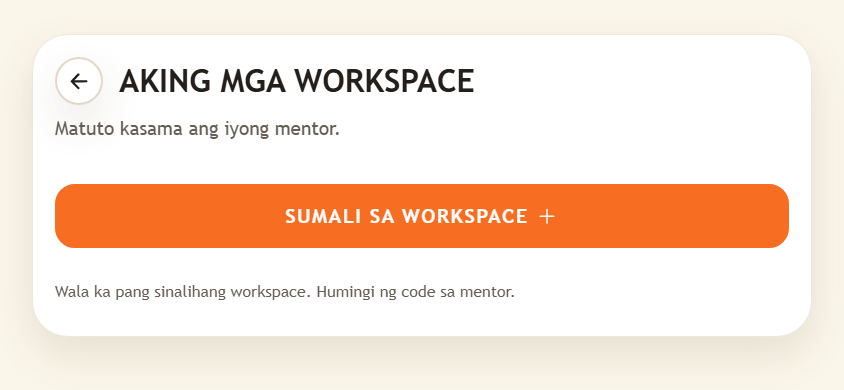 AKING MGA WORKSPACE
Matuto kasama ang iyong mentor.
SUMALI SA WORKSPACE +
Wala ka pang sinalihang workspace. Humingi ng code sa mentor.